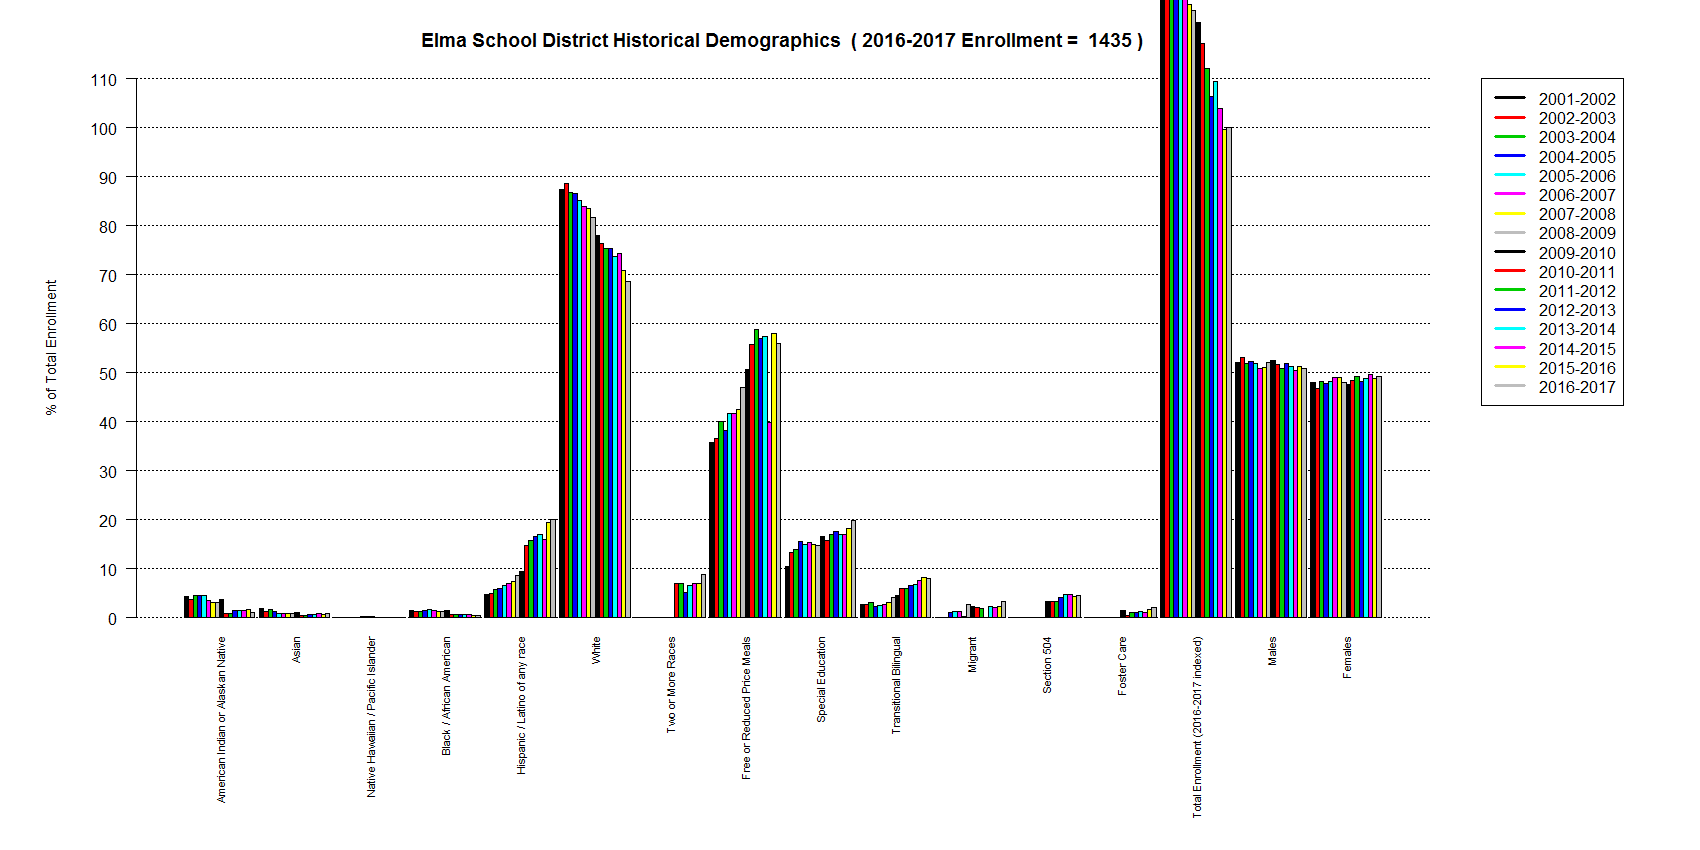 Elma School District Historical Demographics ( 2016-2017 Enrollment = 1435 )
% of Total Enrollment
110
100
90
80
70
60
50
40
30
20
10
0
American Indian or Alaskan Native
Asian
Native Hawaiian / Pacific Islander
Black / African American
Hispanic / Latino of any race
White
Two or More Races
Free or Reduced Price Meals
Special Education
Transitional Bilingual
Migrant
Section 504
Foster Care
Total Enrollment (2016-2017 indexed)
Males
Females
2001-2002
2002-2003
2003-2004
2004-2005
2005-2006
2006-2007
2007-2008
2008-2009
2009-2010
2010-2011
2011-2012
2012-2013
2013-2014
2014-2015
2015-2016
2016-2017